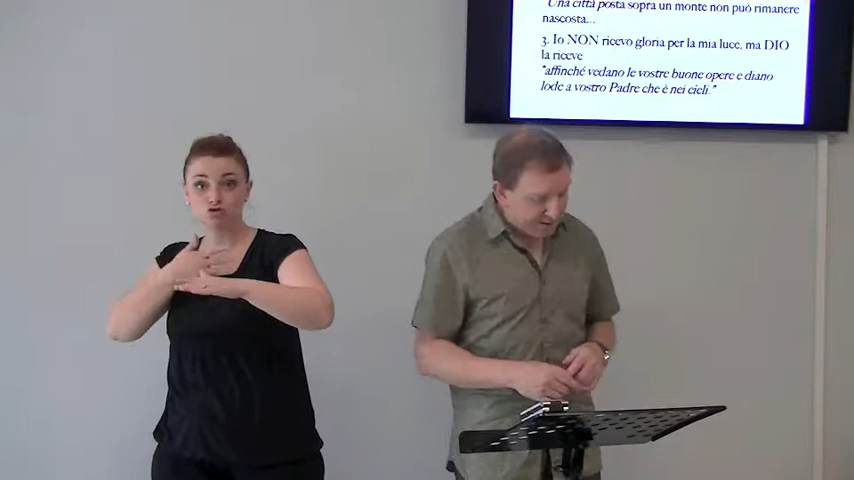 "Una città posta sopra un monte non può rimanere
nascosta...
3. Io NON ricevo gloria per la mia luce, ma DIO
la riceve
"affinché vedano le vostre buone opere e diano
lode a vostro Padre che è nei cieli."